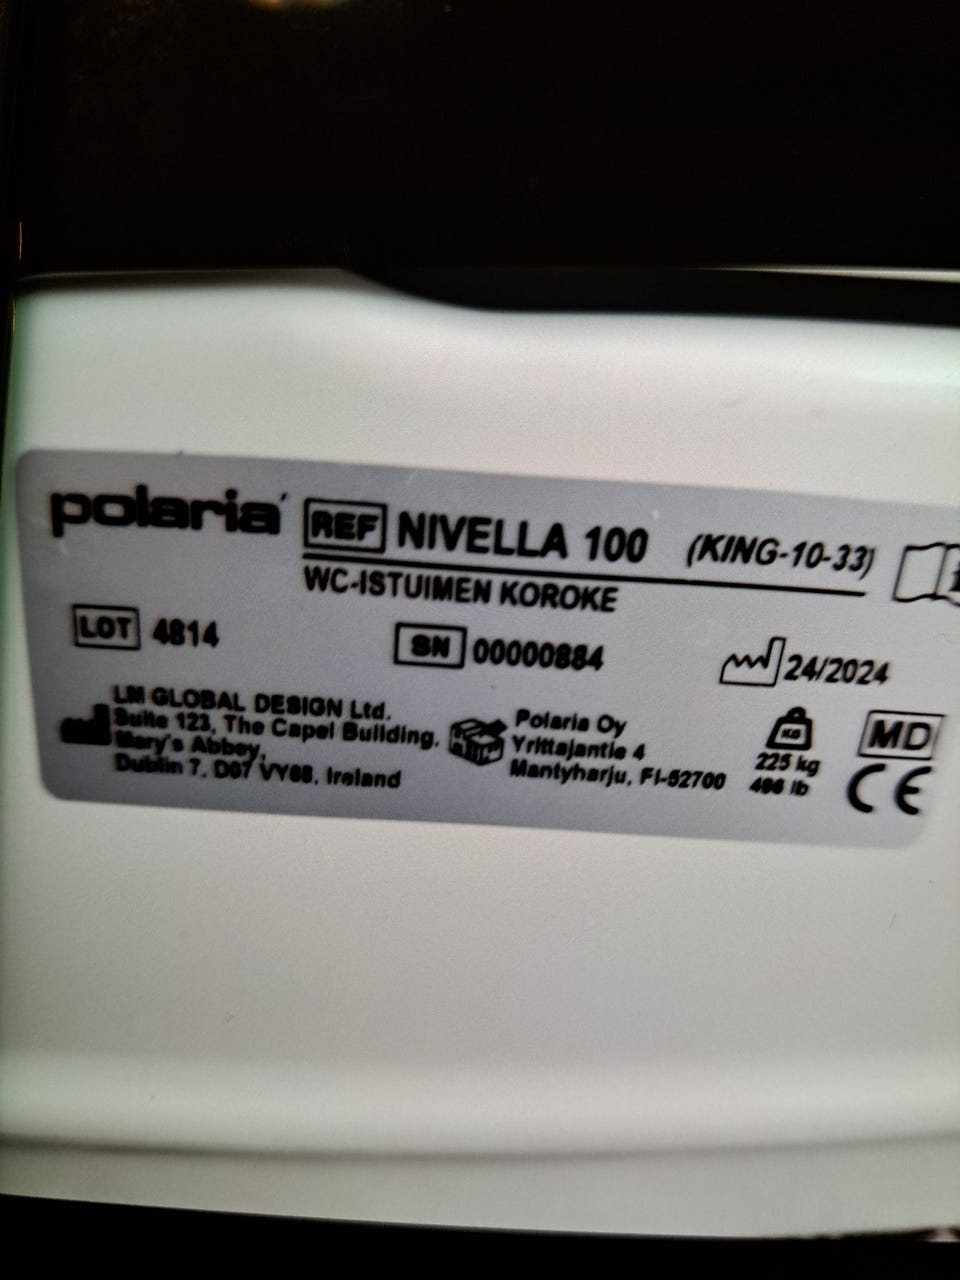 polaria
REF NIVELLA 100 (KING-10-33)
WC-ISTUIMEN KOROKE
LOT 4814
SN 00000884
24/2024
LM GLOBAL DESIGN Ltd.
Suite 123, The Capel Building,
Mary's Abbey,
Dublin 7, D07 VY68, Ireland
Polaria Oy
Yrittajantie 4
Mantyharju, FI-52700
KG
225 kg
496 lb
MD
CE